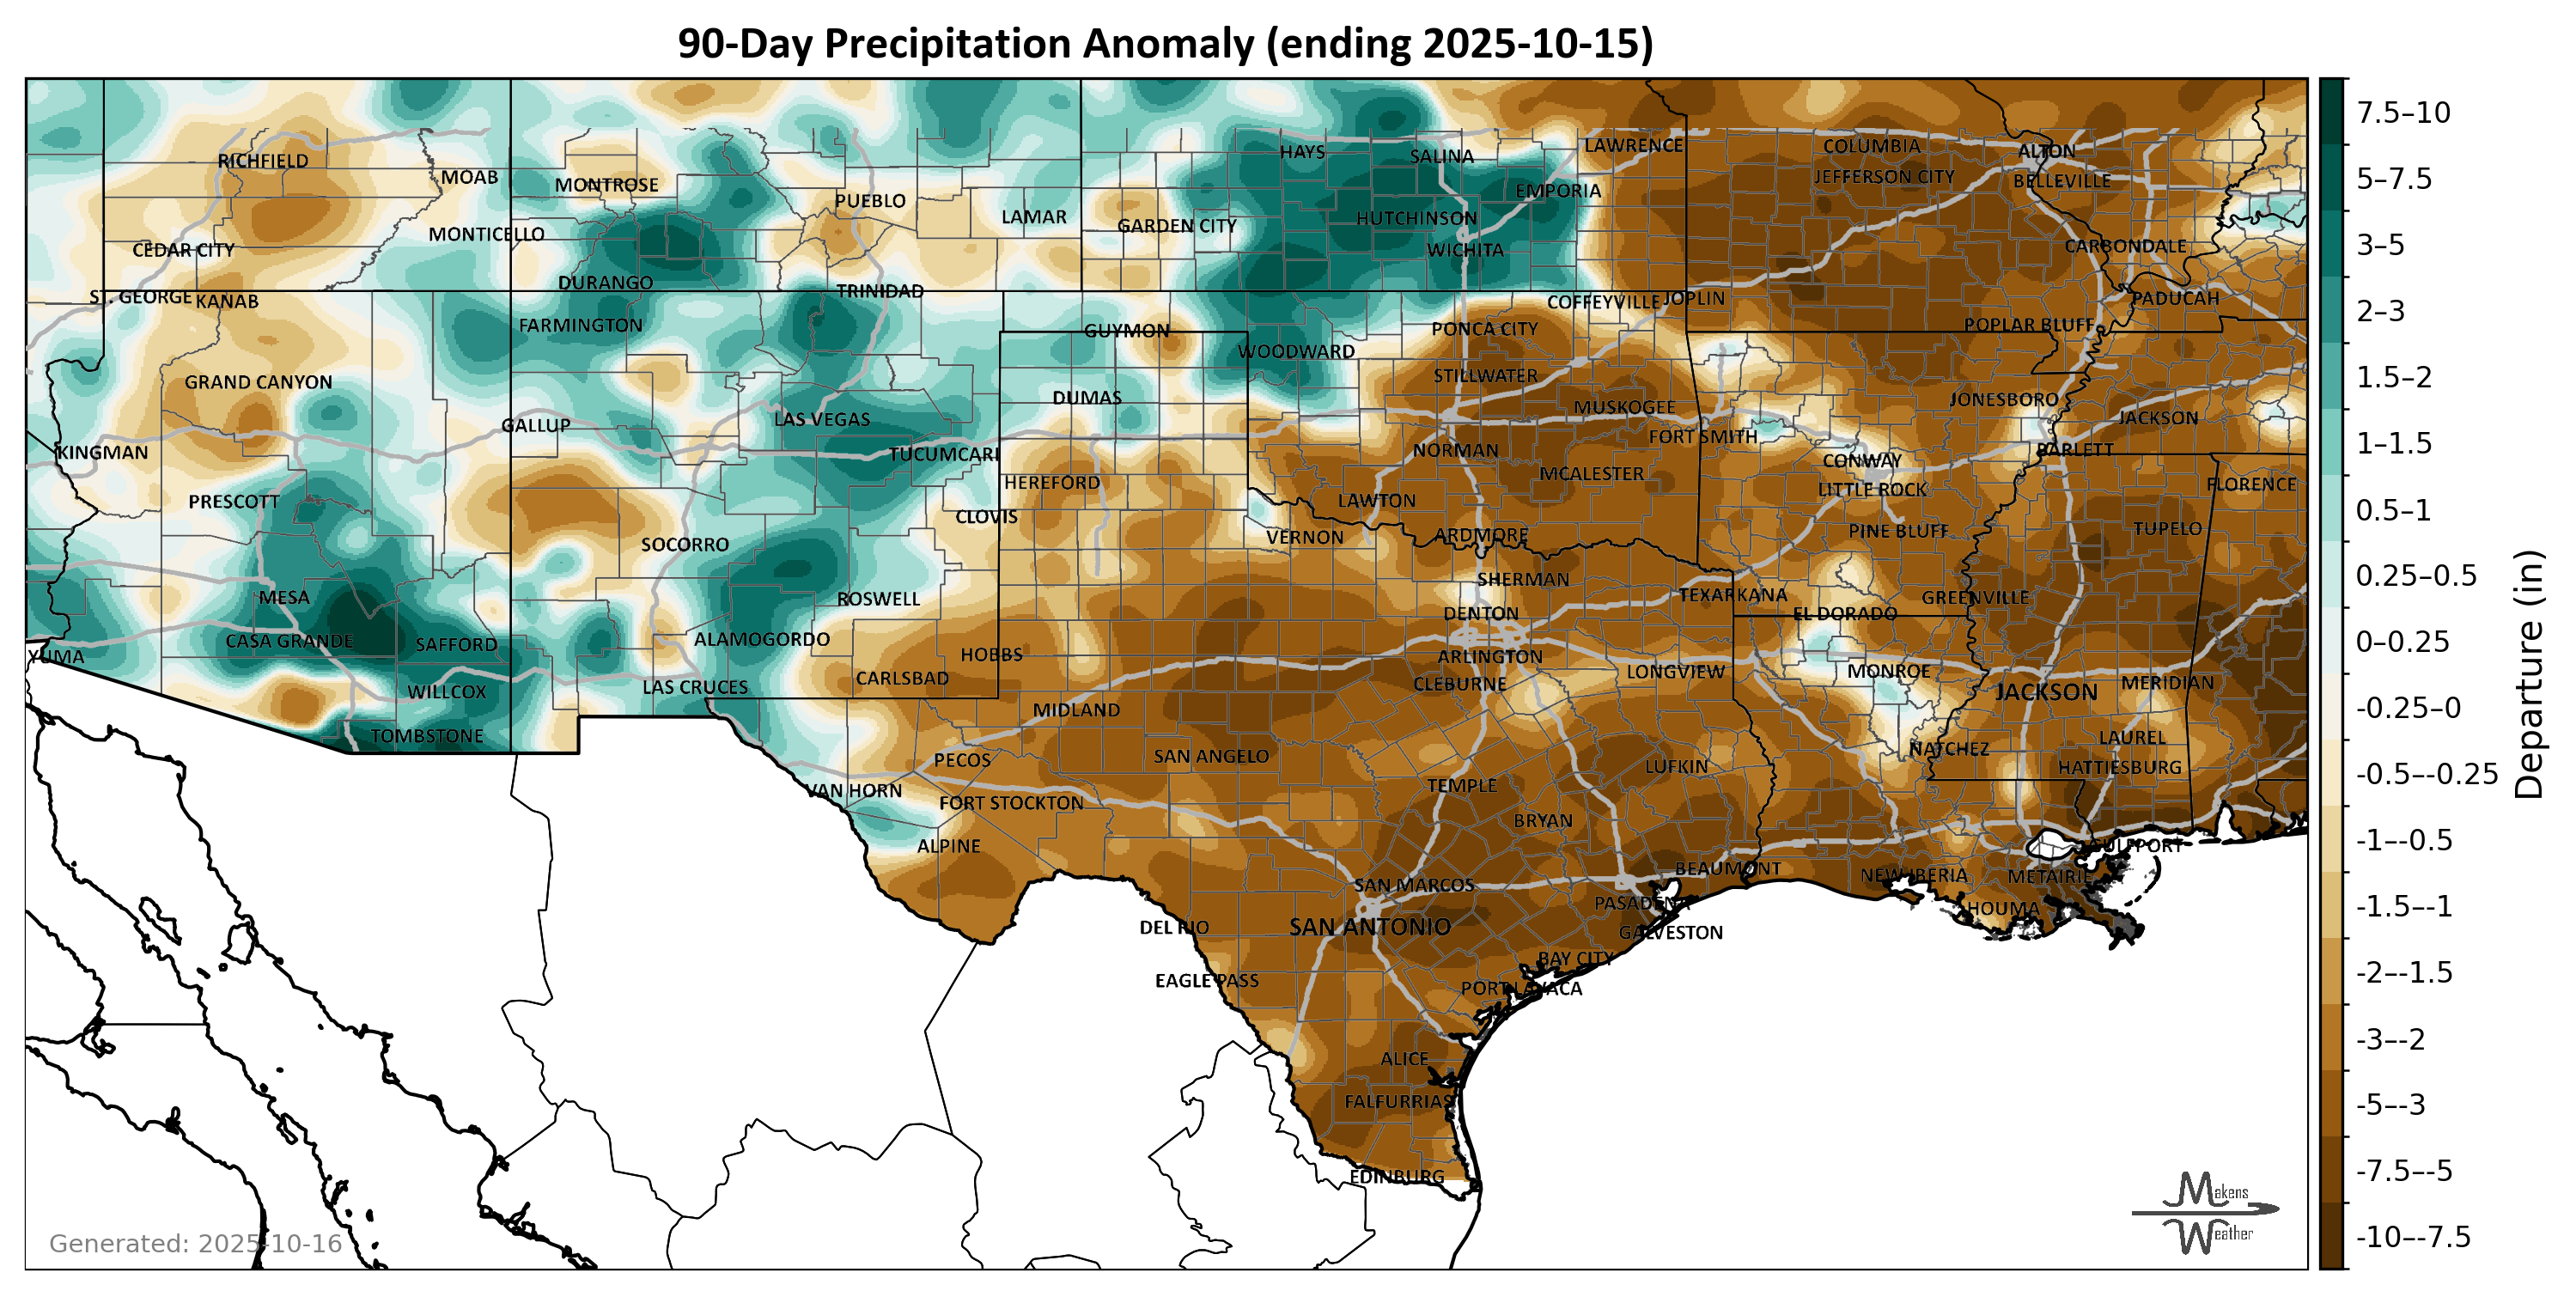 90-Day Precipitation Anomaly (ending 2025-10-15)
RICHFIELD
MOAB
MONTROSE
PUEBLO
LAMAR
GARDEN CITY
HAYS
SALINA
EMPORIA
LAWRENCE
COLUMBIA
JEFFERSON CITY
ALTON
BELLEVILLE
HUTCHINSON
WICHITA
CARBONDALE
CEDAR CITY
MONTICELLO
DURANGO
TRINIDAD
ST. GEORGE
KANAB
FARMINGTON
GUYMON
COFFEYVILLE
JOPLIN
PADUCAH
PONCA CITY
POPLAR BLUFF
WOODWARD
GRAND CANYON
DUMAS
STILLWATER
MUSKOGEE
JONESBORO
JACKSON
GALLUP
LAS VEGAS
KINGMAN
TUCUMCARI
NORMAN
FORT SMITH
BARLETT
CONWAY
HEREFORD
MCALESTER
LITTLE ROCK
FLORENCE
PRESCOTT
CLOVIS
LAWTON
PINE BLUFF
TUPELO
SOCORRO
VERNON
ARDMORE
MESA
ROSWELL
SHERMAN
TEXARKANA
GREENVILLE
DENTON
EL DORADO
CASA GRANDE
SAFFORD
ALAMOGORDO
YUMA
HOBBS
ARLINGTON
LONGVIEW
MONROE
WILLCOX
LAS CRUCES
CARLSBAD
CLEBURNE
JACKSON
MERIDIAN
MIDLAND
TOMBSTONE
SAN ANGELO
NATCHEZ
LAUREL
PECOS
LUFKIN
HATTIESBURG
VAN HORN
FORT STOCKTON
TEMPLE
BRYAN
ALPINE
GULFPORT
BEAUMONT
NEW IBERIA
METAIRIE
SAN MARCOS
PASADENA
HOUMA
DEL RIO
SAN ANTONIO
GALVESTON
BAY CITY
EAGLE PASS
PORT LAVACA
ALICE
FALFURRIAS
EDINBURG
7.5–10
5–7.5
3–5
2–3
1.5–2
1–1.5
0.5–1
0.25–0.5
0–0.25
-0.25–0
-0.5–-0.25
-1–-0.5
-1.5–-1
-2–-1.5
-3–-2
-5–-3
-7.5–-5
-10–-7.5
Departure (in)
Generated: 2025-10-16
Makens
Weather